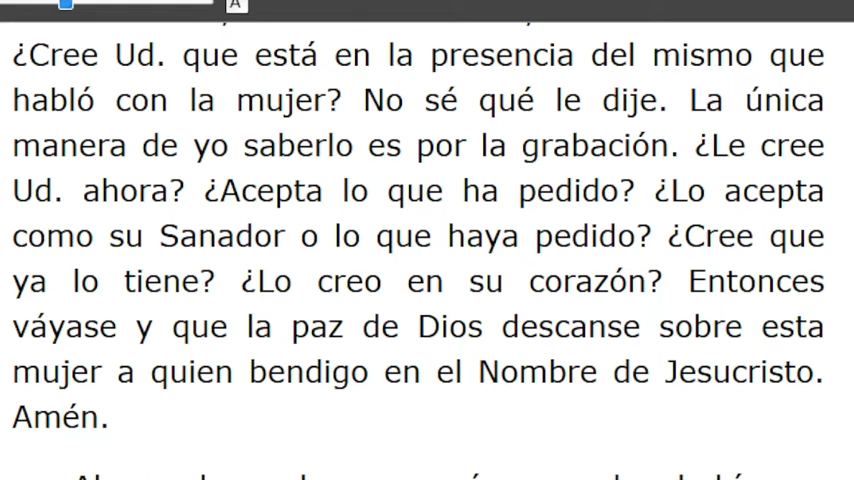 A
¿Cree Ud. que está en la presencia del mismo que
habló con la mujer? No sé qué le dije. La única
manera de yo saberlo es por la grabación. ¿Le cree
Ud. ahora? ¿Acepta lo que ha pedido? ¿Lo acepta
como su Sanador o lo que haya pedido? ¿Cree que
ya lo tiene? ¿Lo creo en su corazón? Entonces
váyase y que la paz de Dios descanse sobre esta
mujer a quien bendigo en el Nombre de Jesucristo.
Amén.